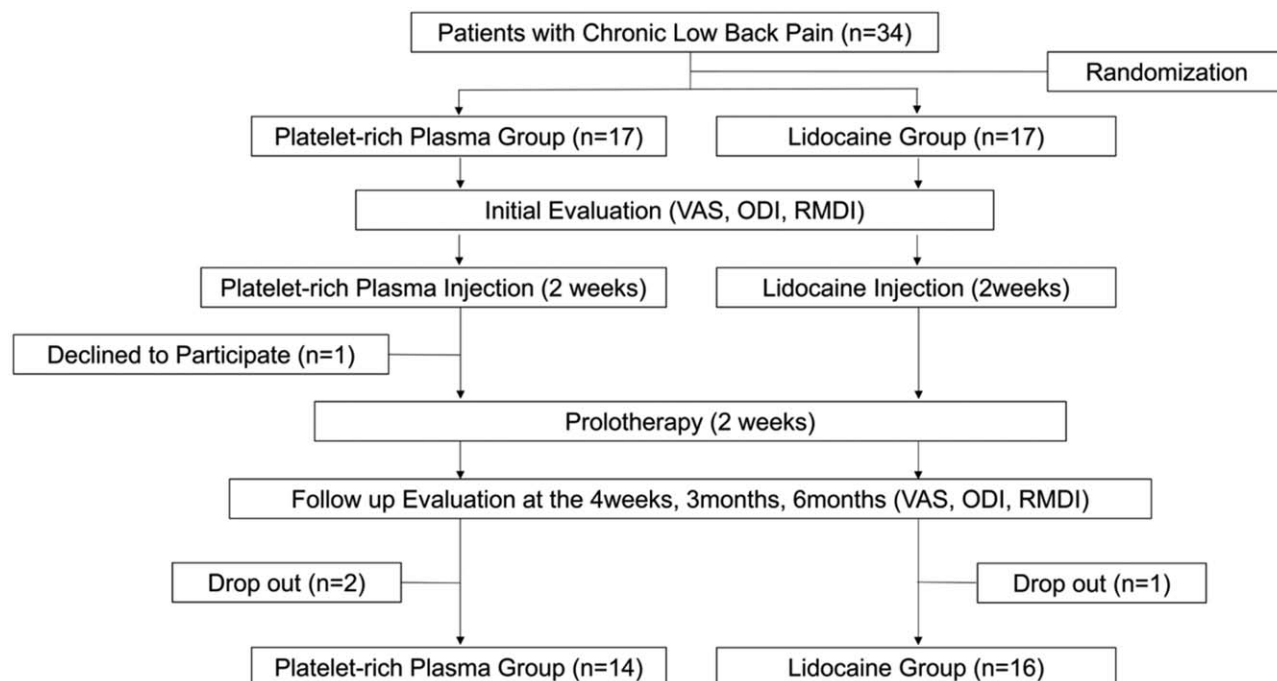 Patients with Chronic Low Back Pain (n=34)
Randomization
Platelet-rich Plasma Group (n=17)
Lidocaine Group (n=17)
Initial Evaluation (VAS, ODI, RMDI)
Platelet-rich Plasma Injection (2 weeks)
Lidocaine Injection (2weeks)
Declined to Participate (n=1)
Prolotherapy (2 weeks)
Follow up Evaluation at the 4weeks, 3months, 6months (VAS, ODI, RMDI)
Drop out (n=2)
Drop out (n=1)
Platelet-rich Plasma Group (n=14)
Lidocaine Group (n=16)